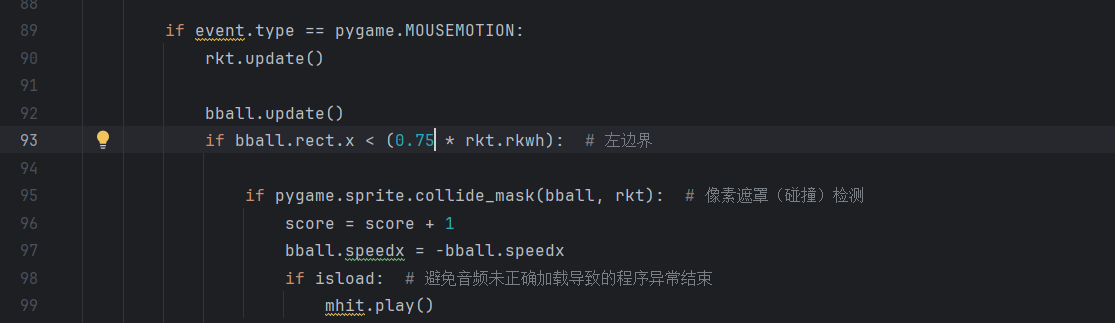 88
89 if event.type == pygame.MOUSEMOTION:
90 rkt.update()
91
92 bball.update()
93 if bball.rect.x < (0.75 * rkt.rkwh): # 左边界
94
95 if pygame.sprite.collide_mask(bball, rkt): # 像素遮罩（碰撞）检测
96 score = score + 1
97 bball.speedx = -bball.speedx
98 if isload: # 避免音频未正确加载导致的程序异常结束
99 mhit.play()